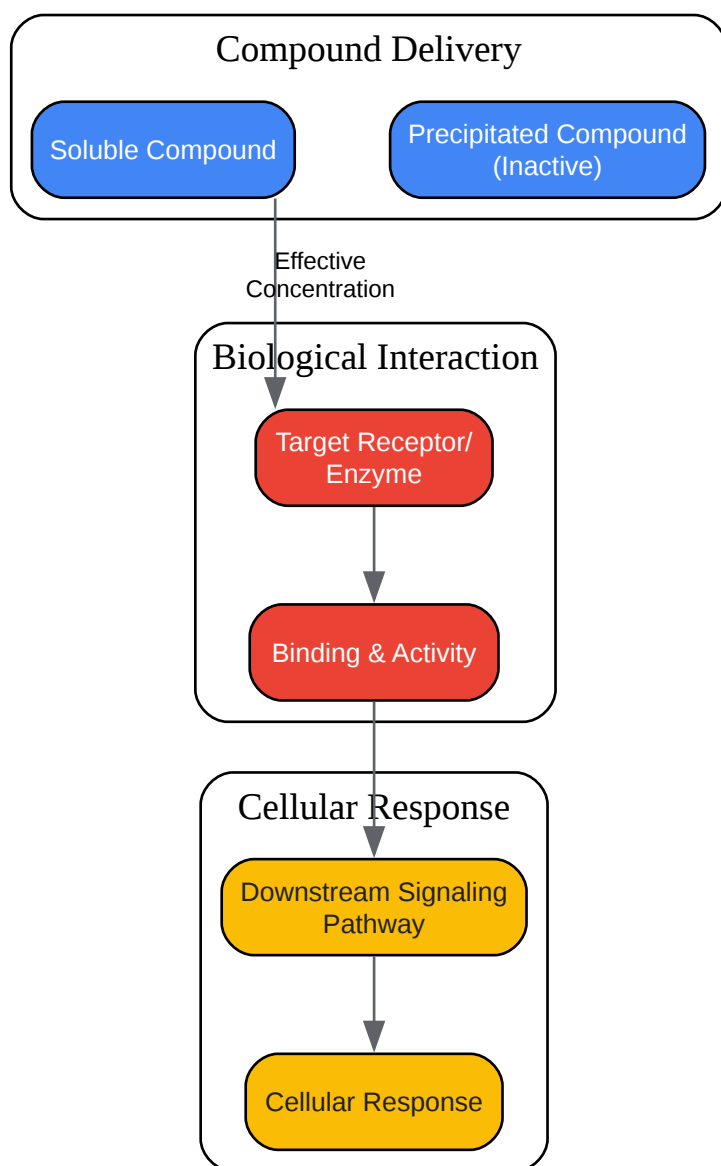 Compound Delivery
Soluble Compound
Precipitated Compound
(Inactive)
Effective
Concentration
Biological Interaction
Target Receptor/
Enzyme
Binding & Activity
Cellular Response
Downstream Signaling
Pathway
Cellular Response